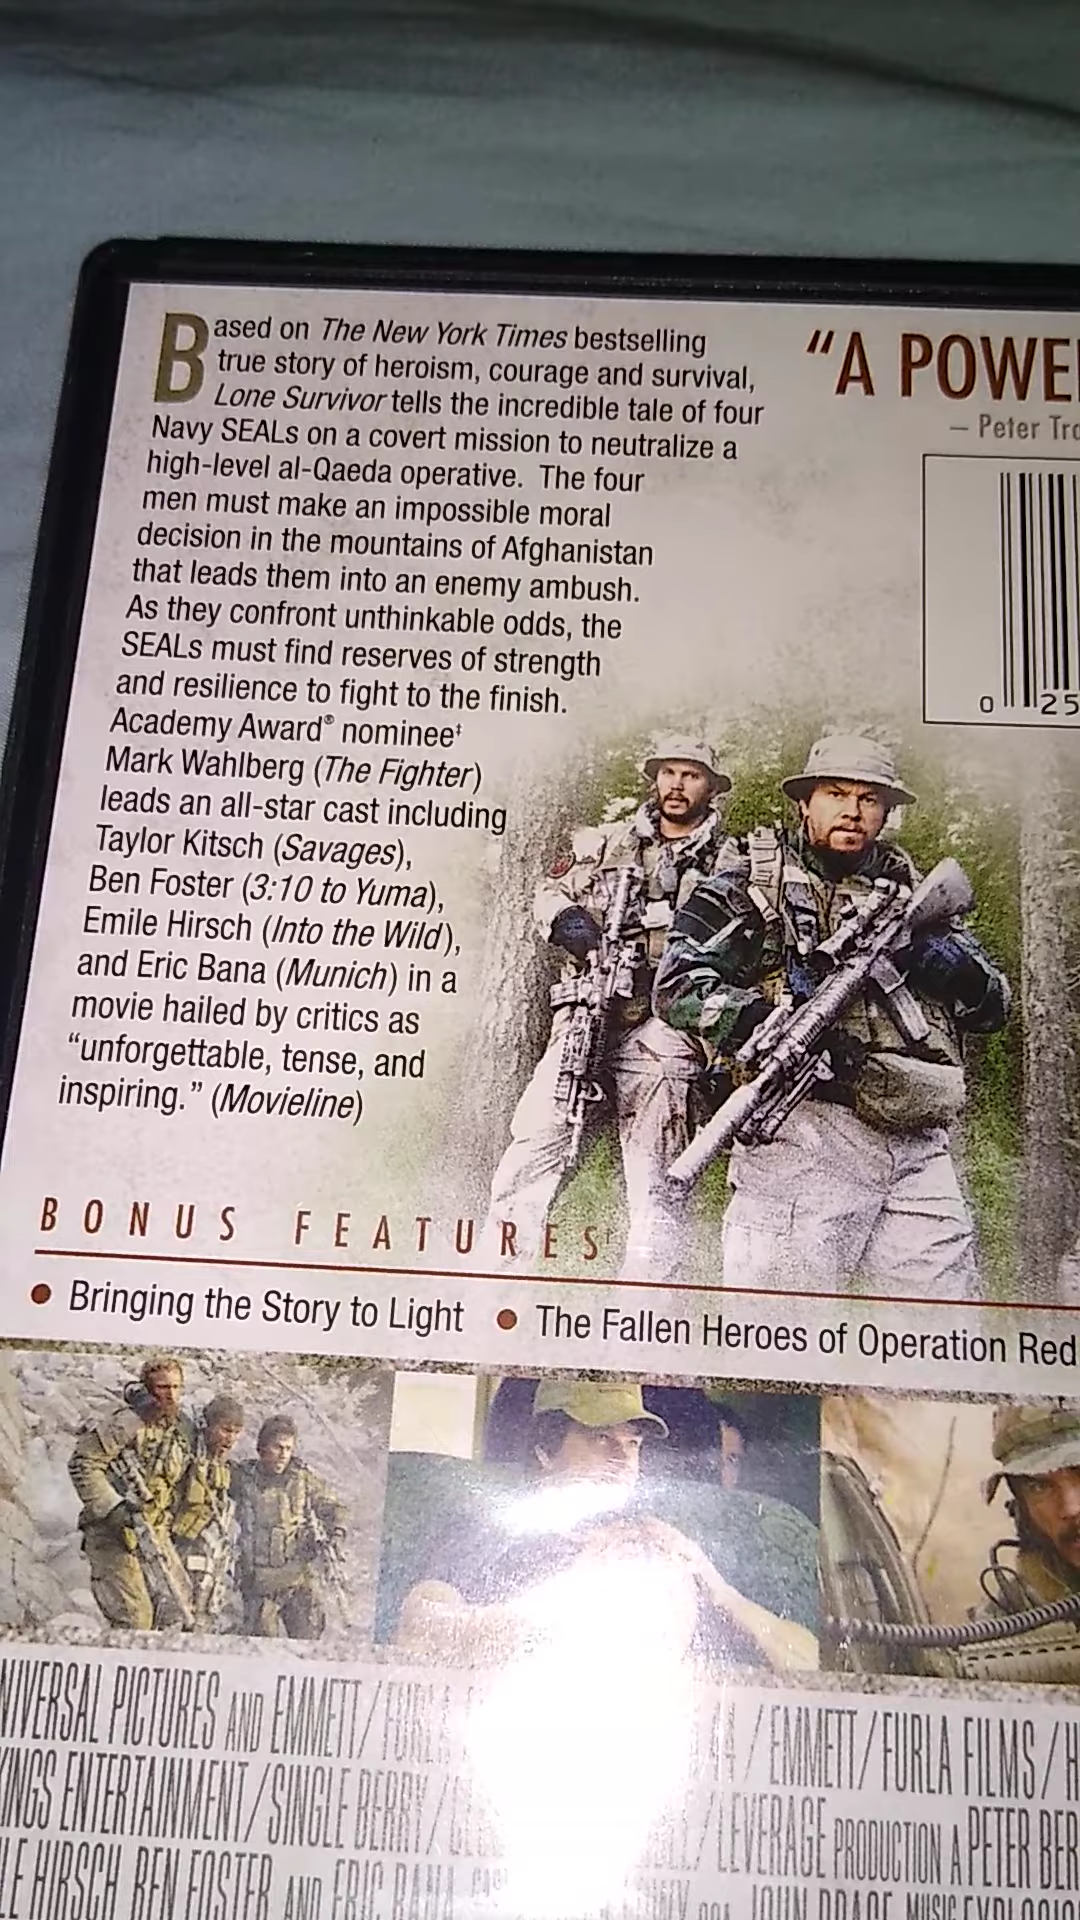 Based on The New York Times bestselling
true story of heroism, courage and survival,
Lone Survivor tells the incredible tale of four
Navy SEALs on a covert mission to neutralize a
high-level al-Qaeda operative. The four
men must make an impossible moral
decision in the mountains of Afghanistan
that leads them into an enemy ambush.
As they confront unthinkable odds, the
SEALs must find reserves of strength
and resilience to fight to the finish.
Academy Award® nominee‡
Mark Wahlberg (The Fighter)
leads an all-star cast including
Taylor Kitsch (Savages),
Ben Foster (3:10 to Yuma),
Emile Hirsch (Into the Wild),
and Eric Bana (Munich) in a
movie hailed by critics as
“unforgettable, tense, and
inspiring.” (Movieline)
“A POWE
– Peter Tr
0 25
BONUS FEATURES†
• Bringing the Story to Light • The Fallen Heroes of Operation Red
NIVERSAL PICTURES AND EMMETT/FURLA / EMMETT/FURLA FILMS/H
INGS ENTERTAINMENT/SINGLE BERRY/ /LEVERAGE PRODUCTION A PETER BER
LE HIRSCH BEN FOSTER AND ERIC BANA JOHN DRACE MUSIC